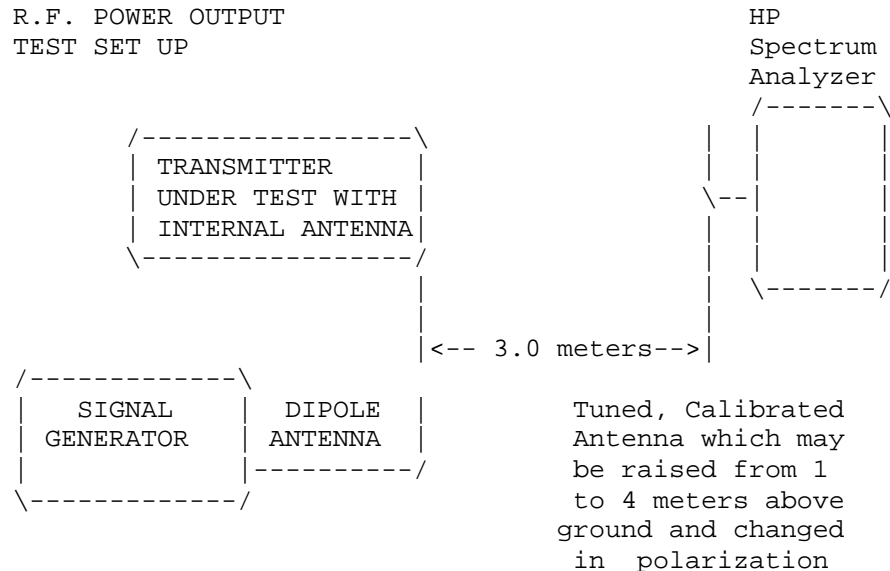 R.F. POWER OUTPUT
TEST SET UP
HP
Spectrum
Analyzer
TRANSMITTER
UNDER TEST WITH
INTERNAL ANTENNA
<-- 3.0 meters-->
SIGNAL
GENERATOR
DIPOLE
ANTENNA
Tuned, Calibrated
Antenna which may
be raised from 1
to 4 meters above
ground and changed
in polarization